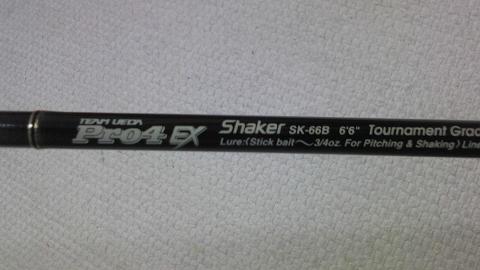 TEAM UEDA
Pro4 EX Shaker SK-66B 6'6" Tournament Grad
Lure:(Stick bait～3/4oz. For Pitching & Shaking) Line